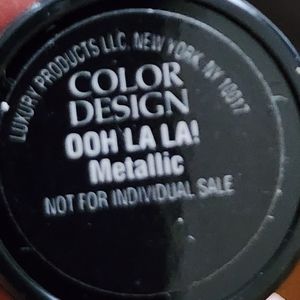 LUXURY PRODUCTS LLC, NEW YORK, NY 10017
COLOR
DESIGN
OOH LA LA!
Metallic
NOT FOR INDIVIDUAL SALE